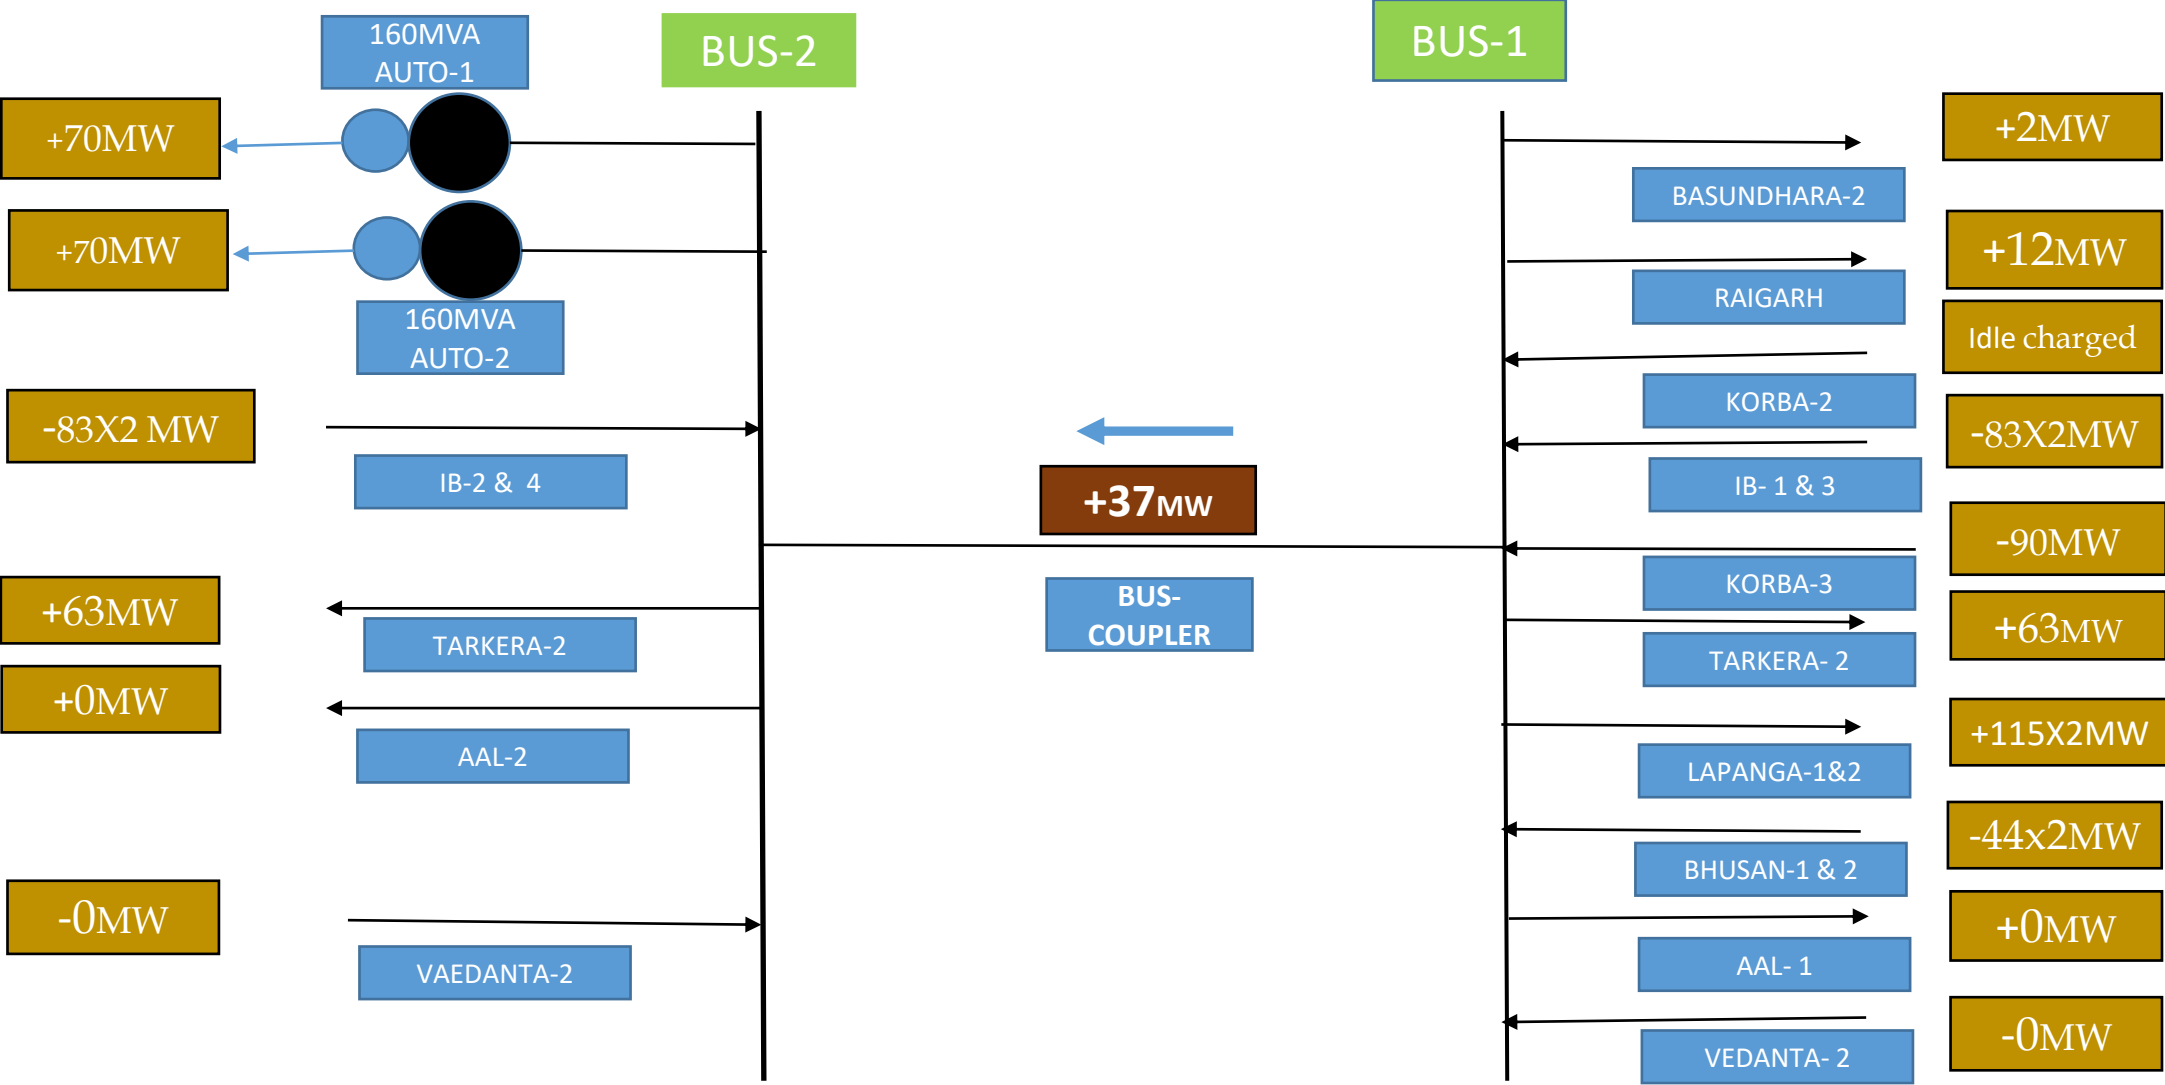 160MVA
AUTO-1
BUS-2
BUS-1
+70MW
+2MW
BASUNDHARA-2
+70MW
+12MW
RAIGARH
160MVA
AUTO-2
Idle charged
KORBA-2
-83X2 MW
-83X2MW
IB-2 & 4
IB- 1 & 3
+37MW
-90MW
KORBA-3
BUS-
COUPLER
+63MW
+63MW
TARKERA-2
TARKERA- 2
+0MW
+115X2MW
AAL-2
LAPANGA-1&2
-44x2MW
BHUSAN-1 & 2
-0MW
+0MW
VAEDANTA-2
AAL- 1
-0MW
VEDANTA- 2